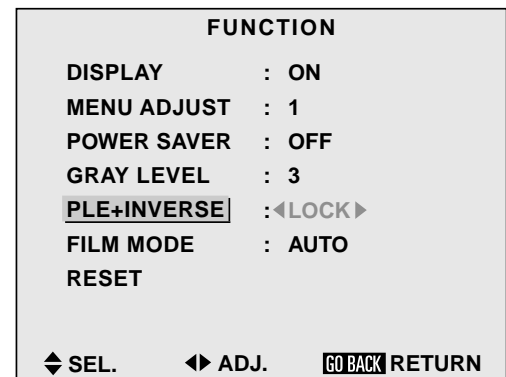 FUNCTION
DISPLAY : ON
MENU ADJUST : 1
POWER SAVER : OFF
GRAY LEVEL : 3
PLE+INVERSE : ◀LOCK▶
FILM MODE : AUTO
RESET
SEL. ADJ. GO BACK RETURN